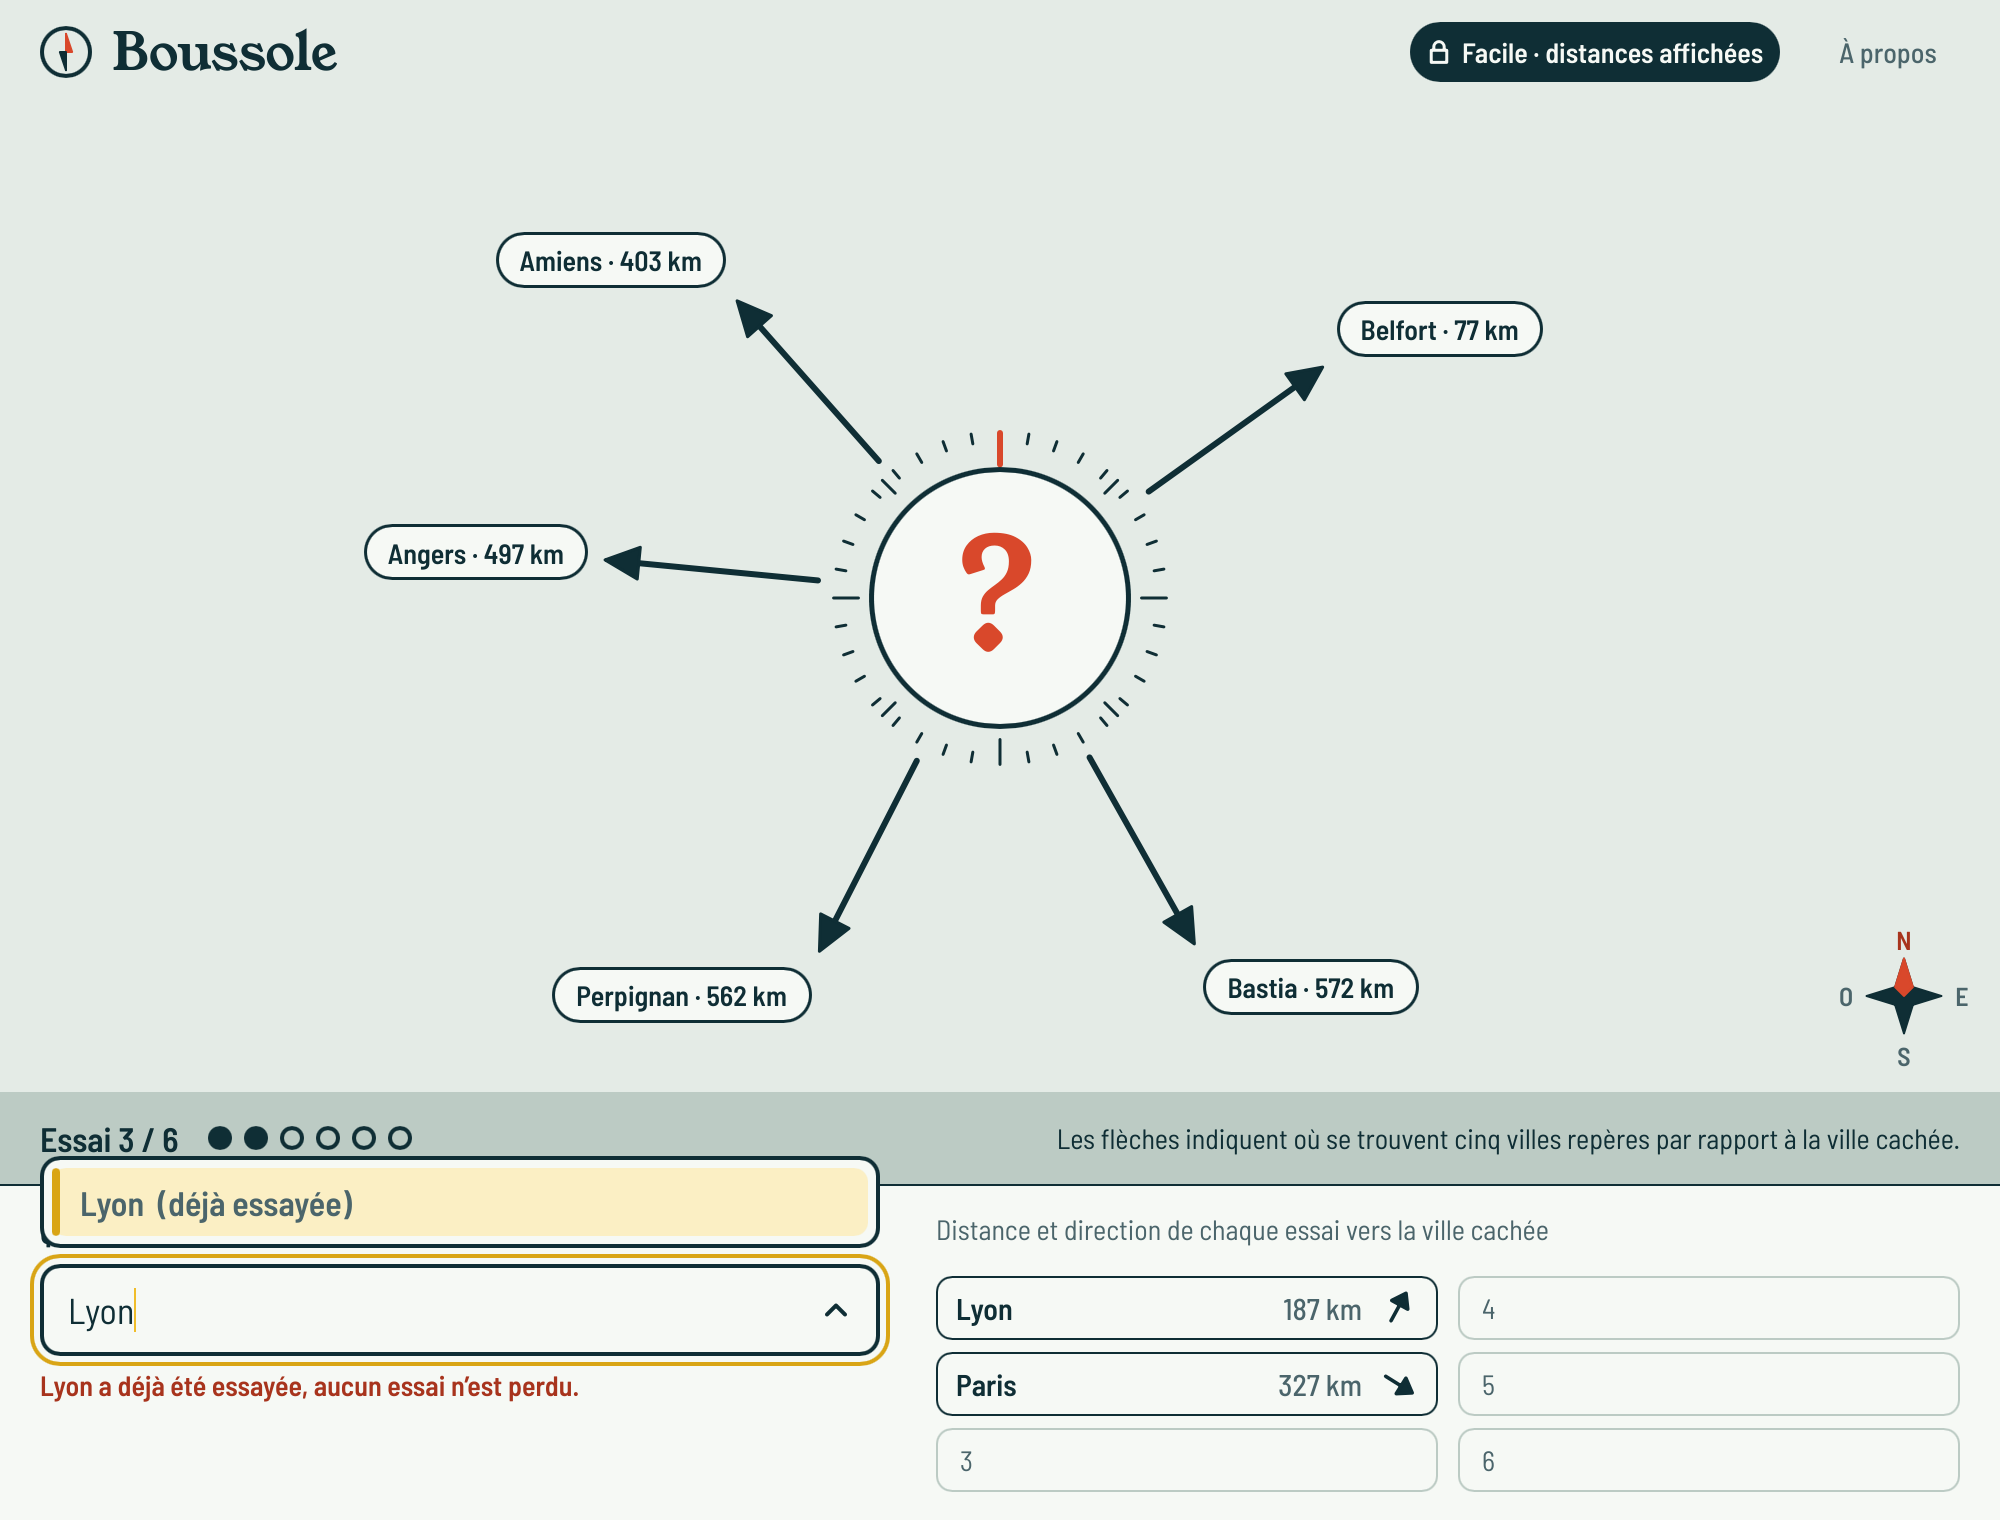 Boussole
Facile · distances affichées
À propos
Amiens · 403 km
Belfort · 77 km
Angers · 497 km
?
Perpignan · 562 km
Bastia · 572 km
N
O
E
S
Essai 3 / 6
Les flèches indiquent où se trouvent cinq villes repères par rapport à la ville cachée.
Lyon (déjà essayée)
Lyon
Lyon a déjà été essayée, aucun essai n’est perdu.
Distance et direction de chaque essai vers la ville cachée
Lyon 187 km
Paris 327 km
3
4
5
6